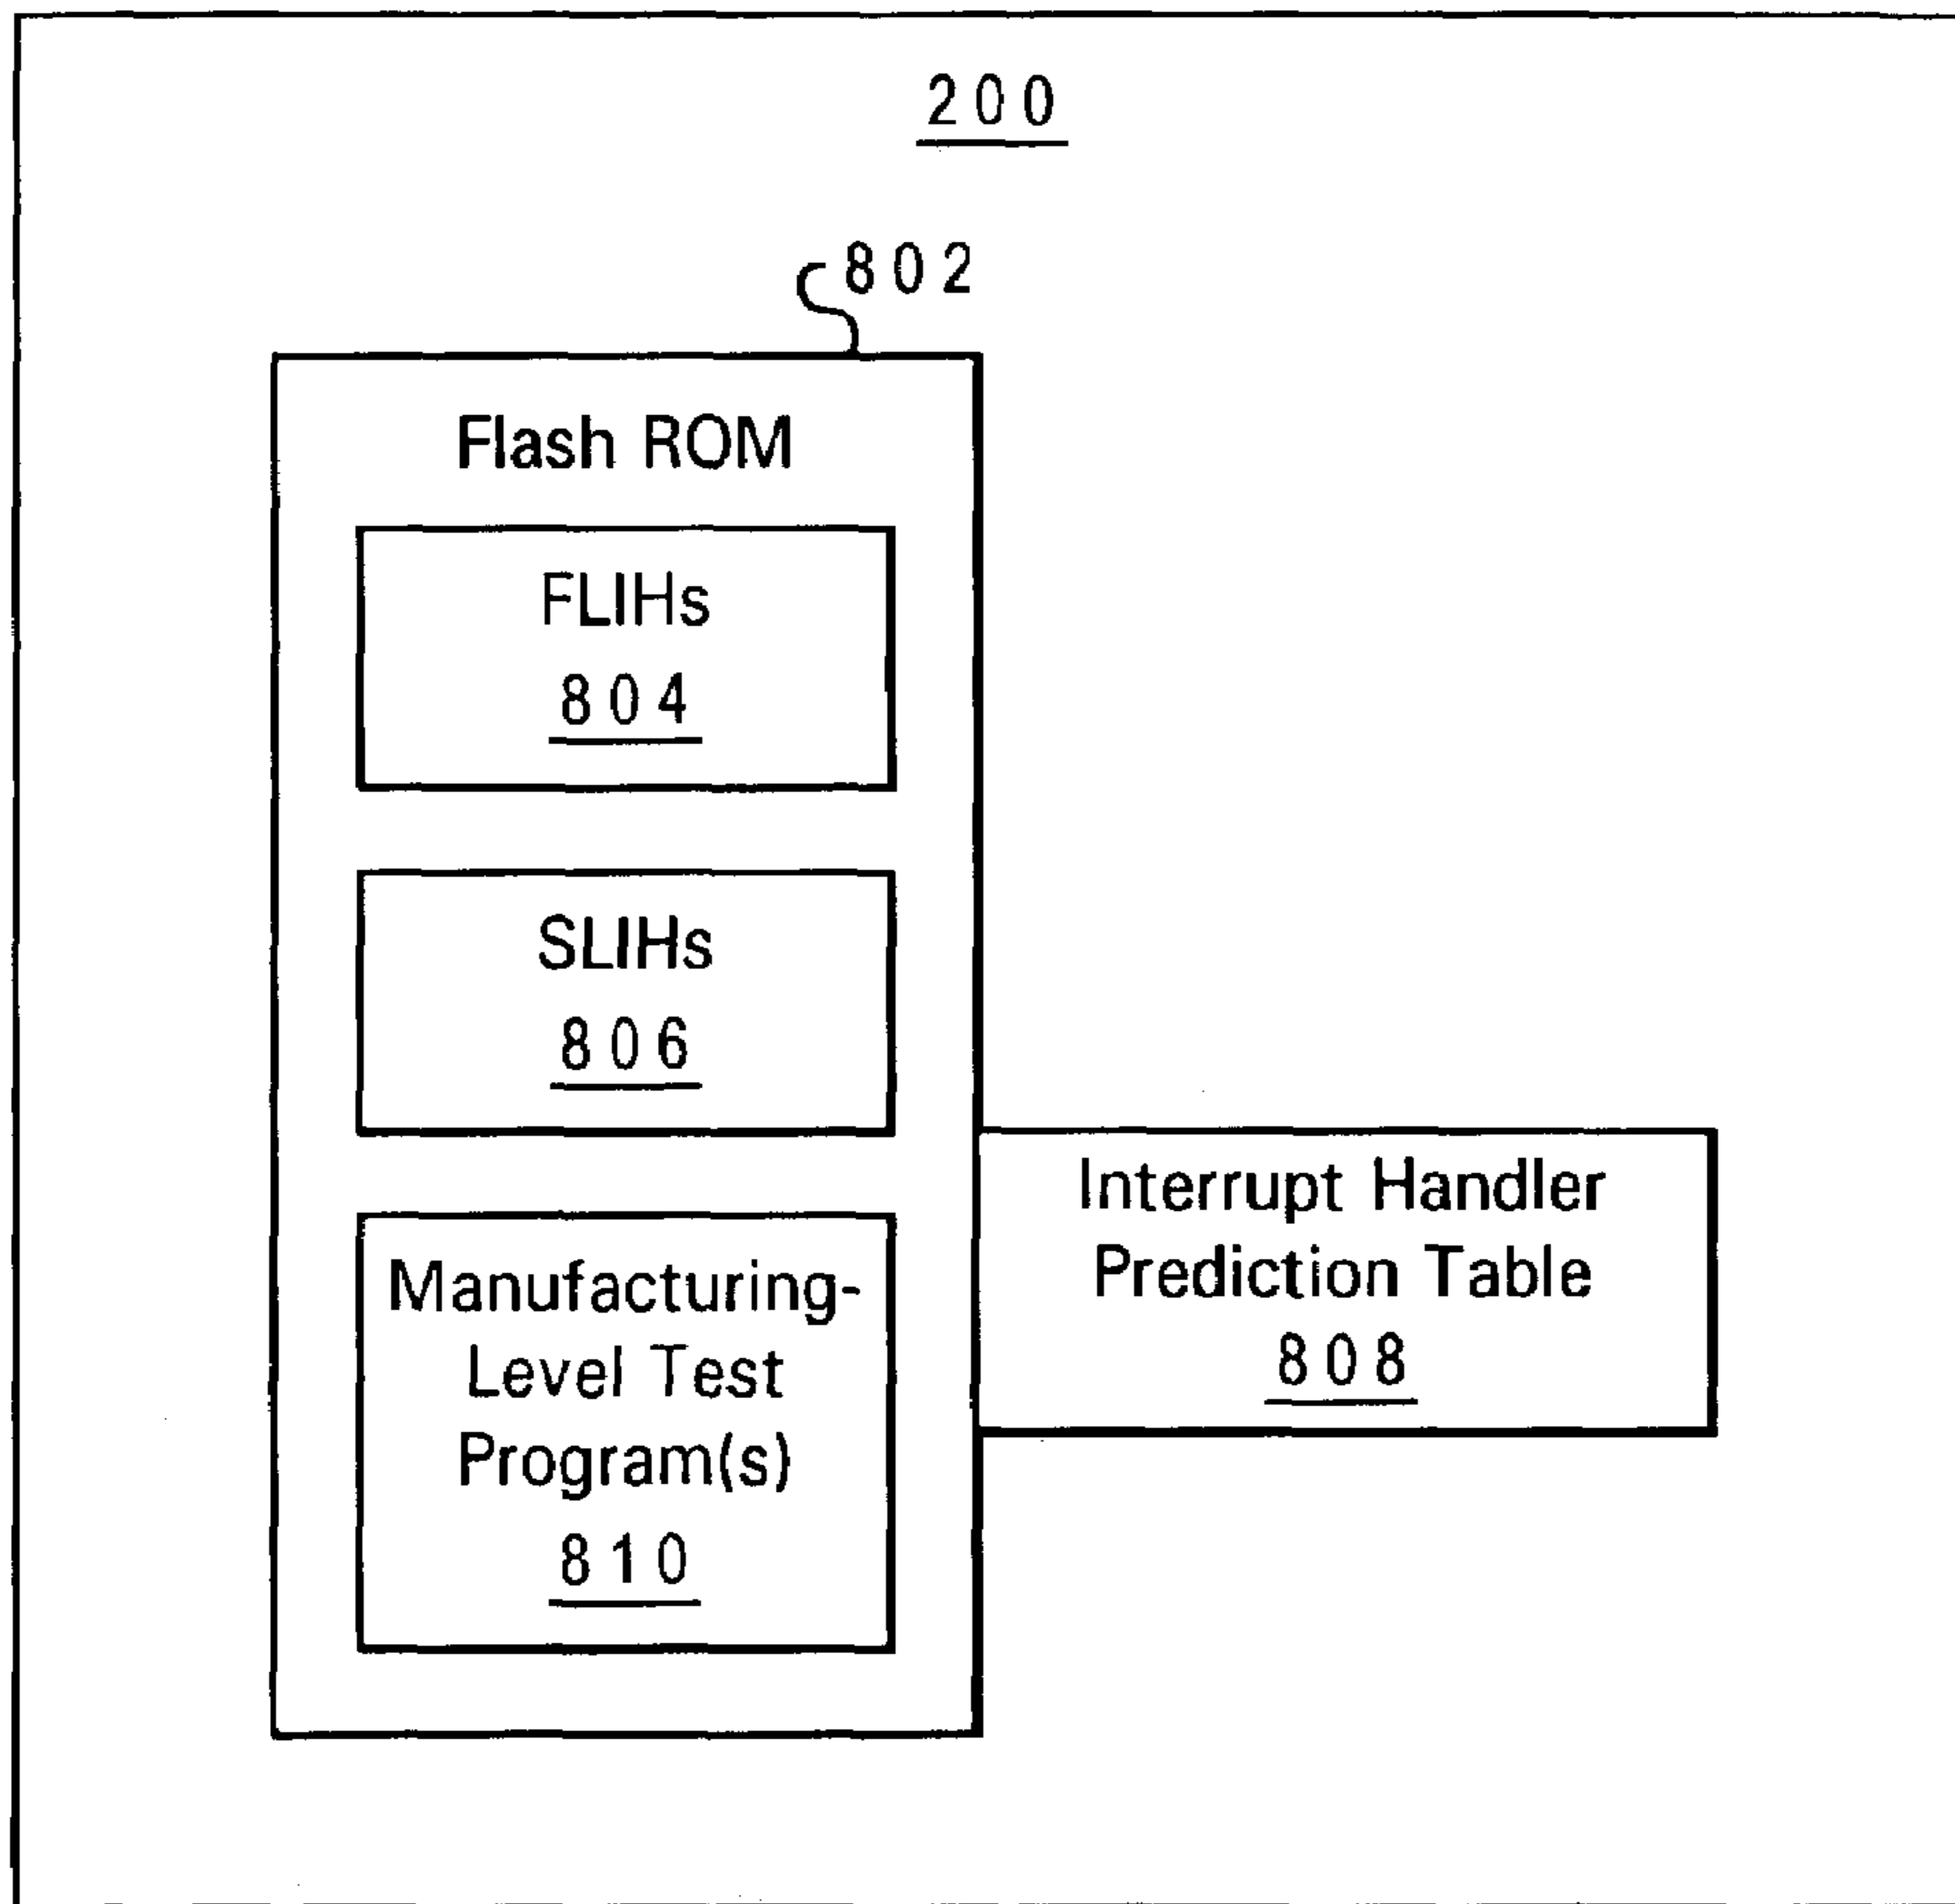 200
802
Flash ROM
FLIHs
804
SLIHs
806
Manufacturing-
Level Test
Program(s)
810
Interrupt Handler
Prediction Table
808